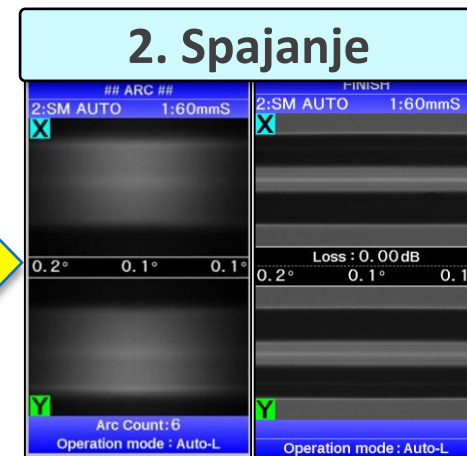 2. Spajanje
## ARC ##
2:SM AUTO 1:60mmS
X
0.2° 0.1° 0.1°
Y
Arc Count:6
Operation mode : Auto-L
FINISH
2:SM AUTO 1:60mmS
X
Loss : 0.00dB
0.2° 0.1° 0.1
Y
Operation mode : Auto-L